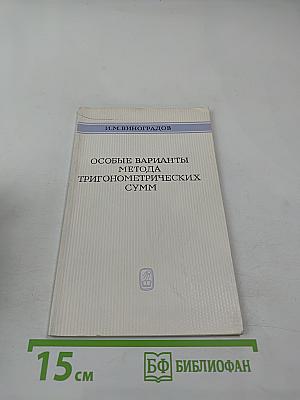 И.М.ВИНОГРАДОВ
ОСОБЫЕ ВАРИАНТЫ
МЕТОДА
ТРИГОНОМЕТРИЧЕСКИХ
СУММ
15 см
БФ БИБЛИОФАН